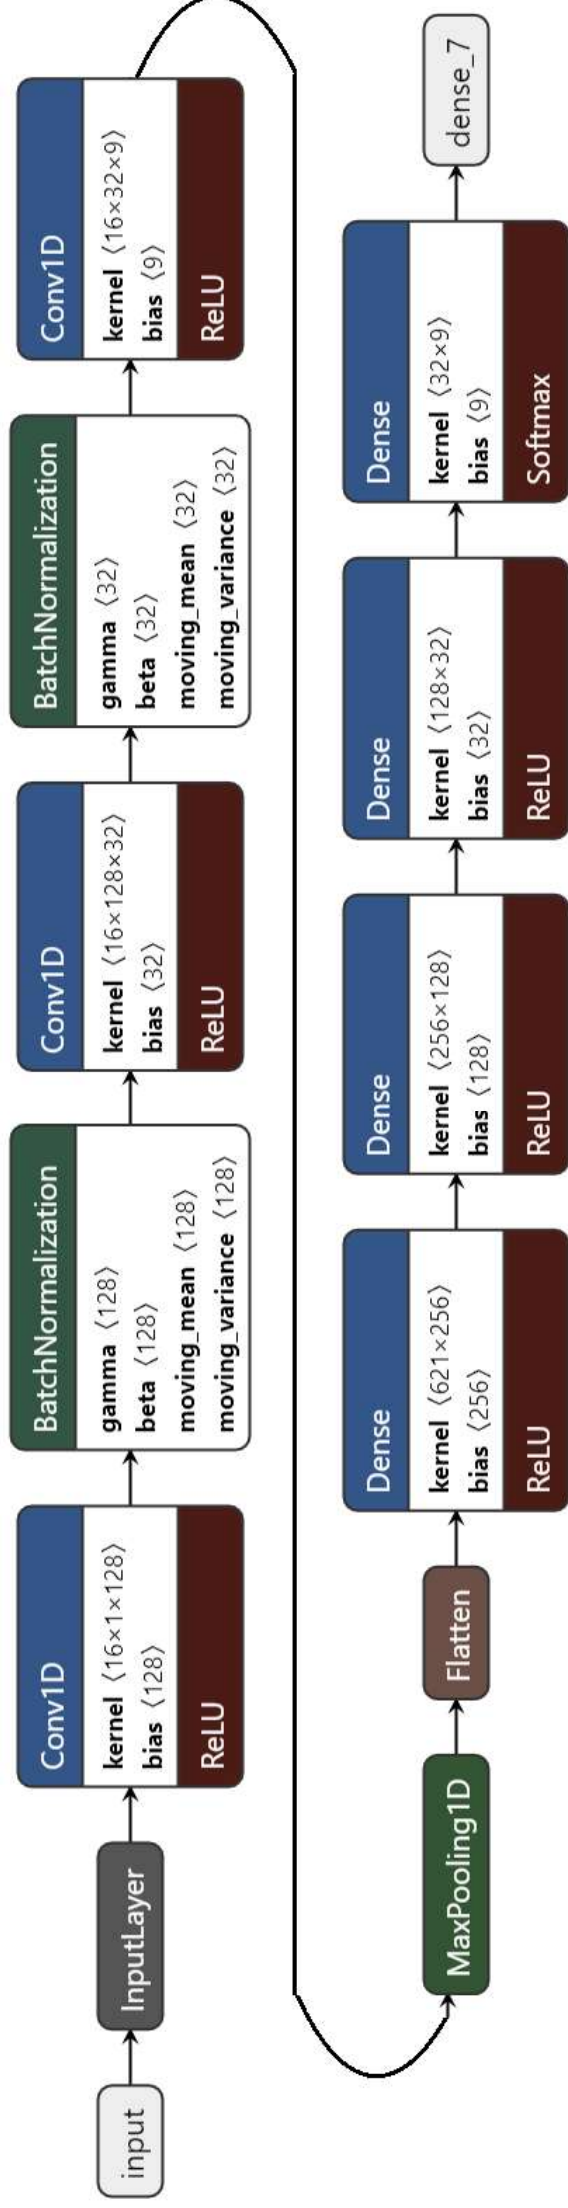 input
InputLayer
Conv1D
kernel ⟨16×1×128⟩
bias ⟨128⟩
ReLU
BatchNormalization
gamma ⟨128⟩
beta ⟨128⟩
moving_mean ⟨128⟩
moving_variance ⟨128⟩
Conv1D
kernel ⟨16×128×32⟩
bias ⟨32⟩
ReLU
BatchNormalization
gamma ⟨32⟩
beta ⟨32⟩
moving_mean ⟨32⟩
moving_variance ⟨32⟩
Conv1D
kernel ⟨16×32×9⟩
bias ⟨9⟩
ReLU
MaxPooling1D
Flatten
Dense
kernel ⟨621×256⟩
bias ⟨256⟩
ReLU
Dense
kernel ⟨256×128⟩
bias ⟨128⟩
ReLU
Dense
kernel ⟨128×32⟩
bias ⟨32⟩
ReLU
Dense
kernel ⟨32×9⟩
bias ⟨9⟩
Softmax
dense_7